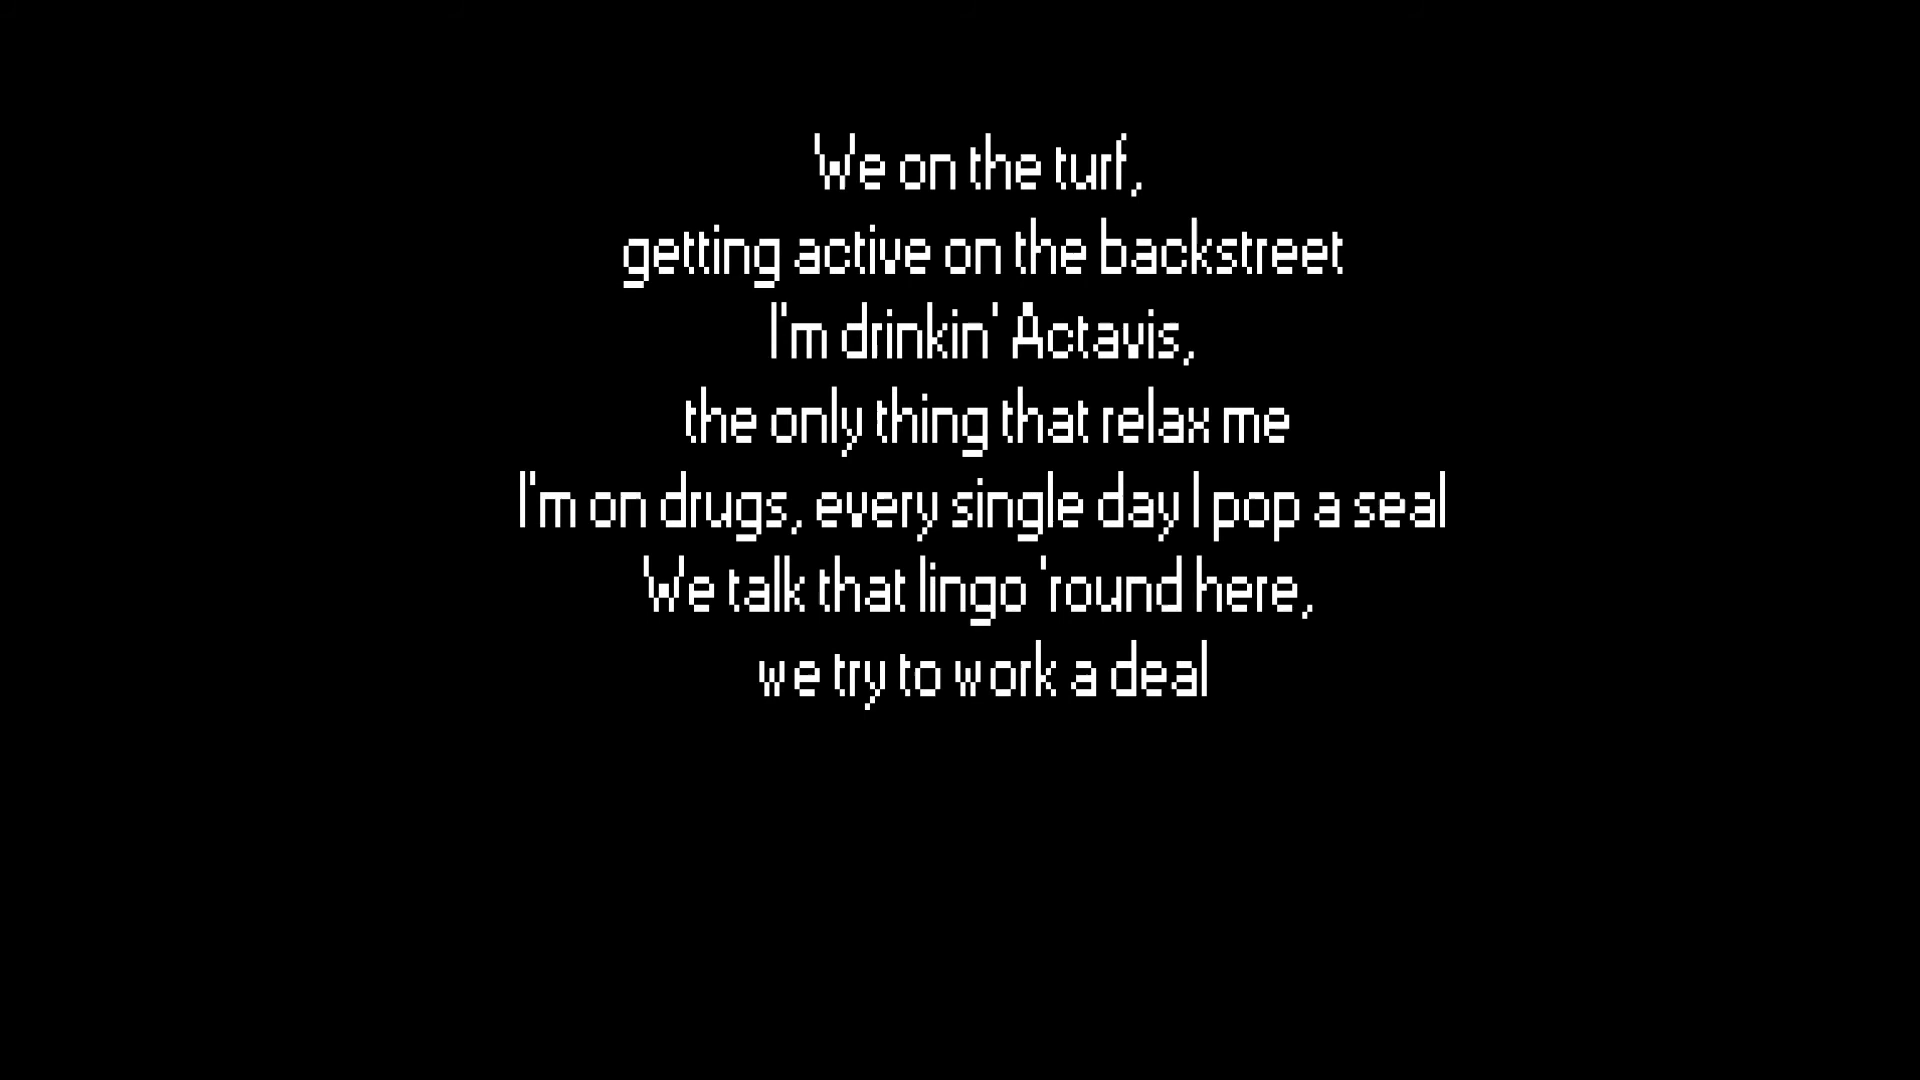 We on the turf,
getting active on the backstreet
I'm drinkin' Actavis,
the only thing that relax me
I'm on drugs, every single day I pop a seal
We talk that lingo 'round here,
we try to work a deal